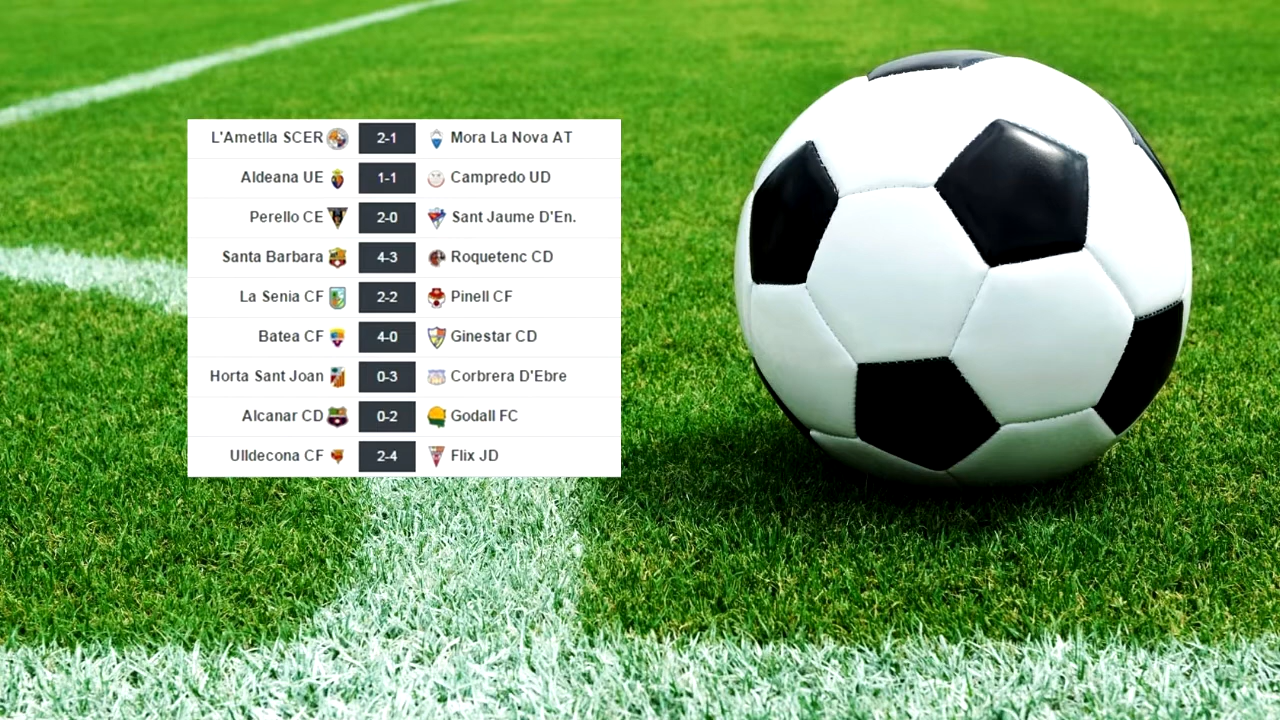 L'Ametlla SCER 2-1 Mora La Nova AT
Aldeana UE 1-1 Campredo UD
Perello CE 2-0 Sant Jaume D'En.
Santa Barbara 4-3 Roquetenc CD
La Senia CF 2-2 Pinell CF
Batea CF 4-0 Ginestar CD
Horta Sant Joan 0-3 Corbrera D'Ebre
Alcanar CD 0-2 Godall FC
Ulldecona CF 2-4 Flix JD